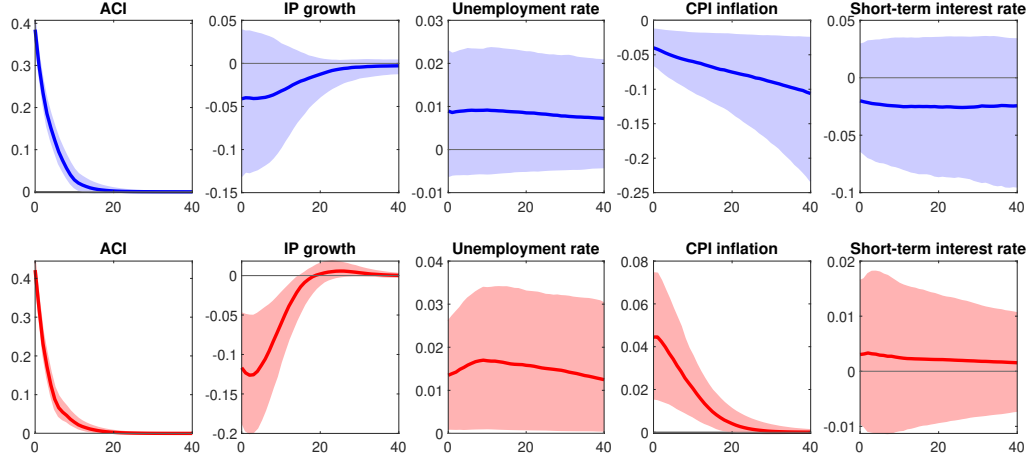 ACI IP growth Unemployment rate CPI inflation Short-term interest rate
0.4 0.3 0.2 0.1 0
0 20 40
0.05 0 -0.05 -0.1 -0.15
0 20 40
0.03 0.02 0.01 0 -0.01
0 20 40
0 -0.05 -0.1 -0.15 -0.2 -0.25
0 20 40
0.05 0 -0.05 -0.1
0 20 40
ACI IP growth Unemployment rate CPI inflation Short-term interest rate
0.4 0.3 0.2 0.1 0
0 20 40
0 -0.05 -0.1 -0.15 -0.2
0 20 40
0.04 0.03 0.02 0.01 0
0 20 40
0.08 0.06 0.04 0.02 0
0 20 40
0.02 0.01 0 -0.01
0 20 40